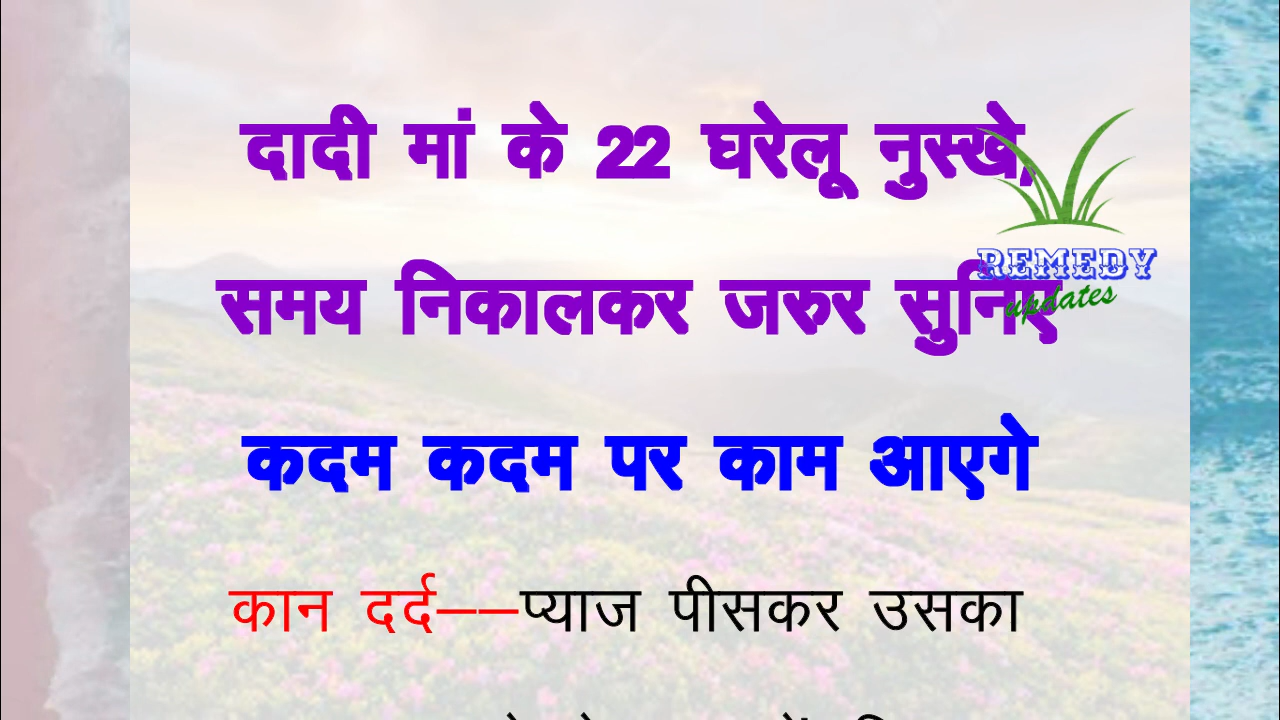 दादी मां के 22 घरेलू नुस्खे,
समय निकालकर जरुर सुनिए
REMEDY
updates
कदम कदम पर काम आएगे
कान दर्द––प्याज पीसकर उसका